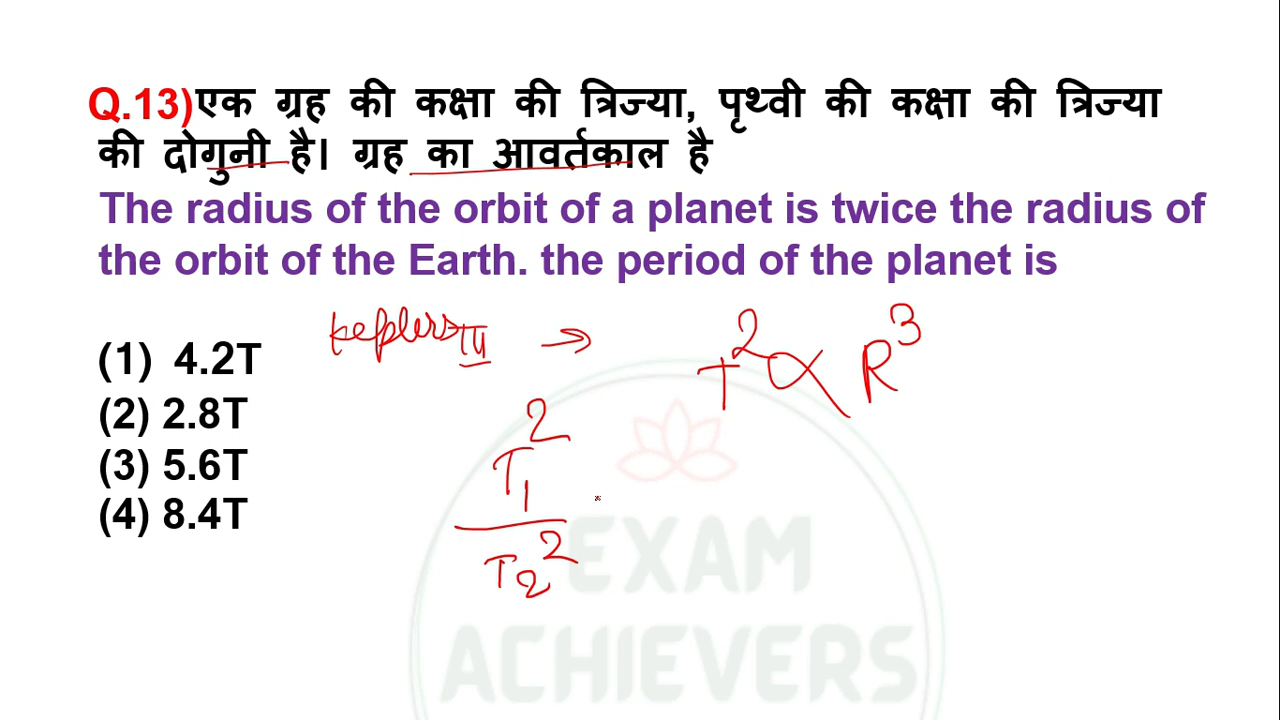 Q.13)एक ग्रह की कक्षा की त्रिज्या, पृथ्वी की कक्षा की त्रिज्या
की दोगुनी है। ग्रह का आवर्तकाल है
The radius of the orbit of a planet is twice the radius of
the orbit of the Earth. the period of the planet is
keplers III → T² ∝ R³
(1) 4.2T
(2) 2.8T
(3) 5.6T
(4) 8.4T
T₁²
T₂²
EXAM
ACHIEVERS